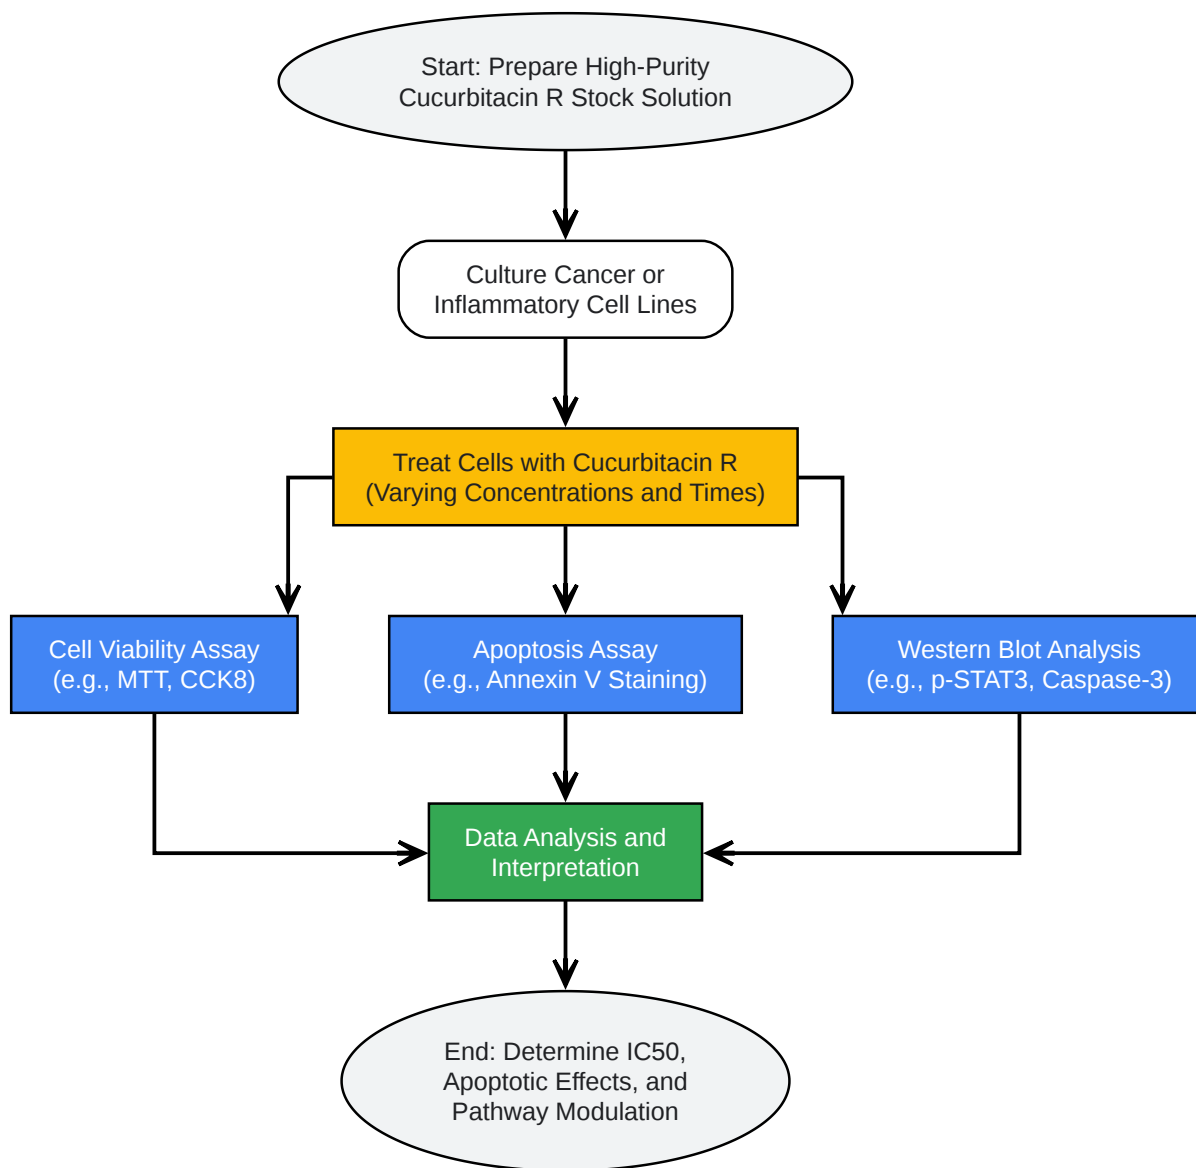 Start: Prepare High-Purity
Cucurbitacin R Stock Solution
Culture Cancer or
Inflammatory Cell Lines
Treat Cells with Cucurbitacin R
(Varying Concentrations and Times)
Cell Viability Assay
(e.g., MTT, CCK8)
Apoptosis Assay
(e.g., Annexin V Staining)
Western Blot Analysis
(e.g., p-STAT3, Caspase-3)
Data Analysis and
Interpretation
End: Determine IC50,
Apoptotic Effects, and
Pathway Modulation